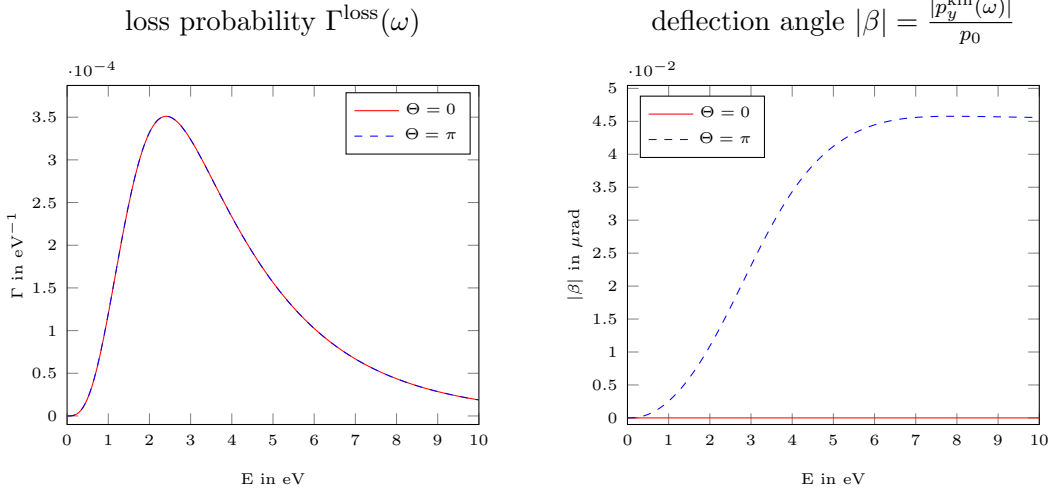 loss probability Γ^loss(ω)
·10^−4
Γ in eV^−1
3.5
3
2.5
2
1.5
1
0.5
0
0 1 2 3 4 5 6 7 8 9 10
E in eV
Θ = 0
Θ = π
deflection angle |β| = |p_y^kin(ω)| / p_0
·10^−2
|β| in μrad
5
4.5
4
3.5
3
2.5
2
1.5
1
0.5
0
0 1 2 3 4 5 6 7 8 9 10
E in eV
Θ = 0
Θ = π